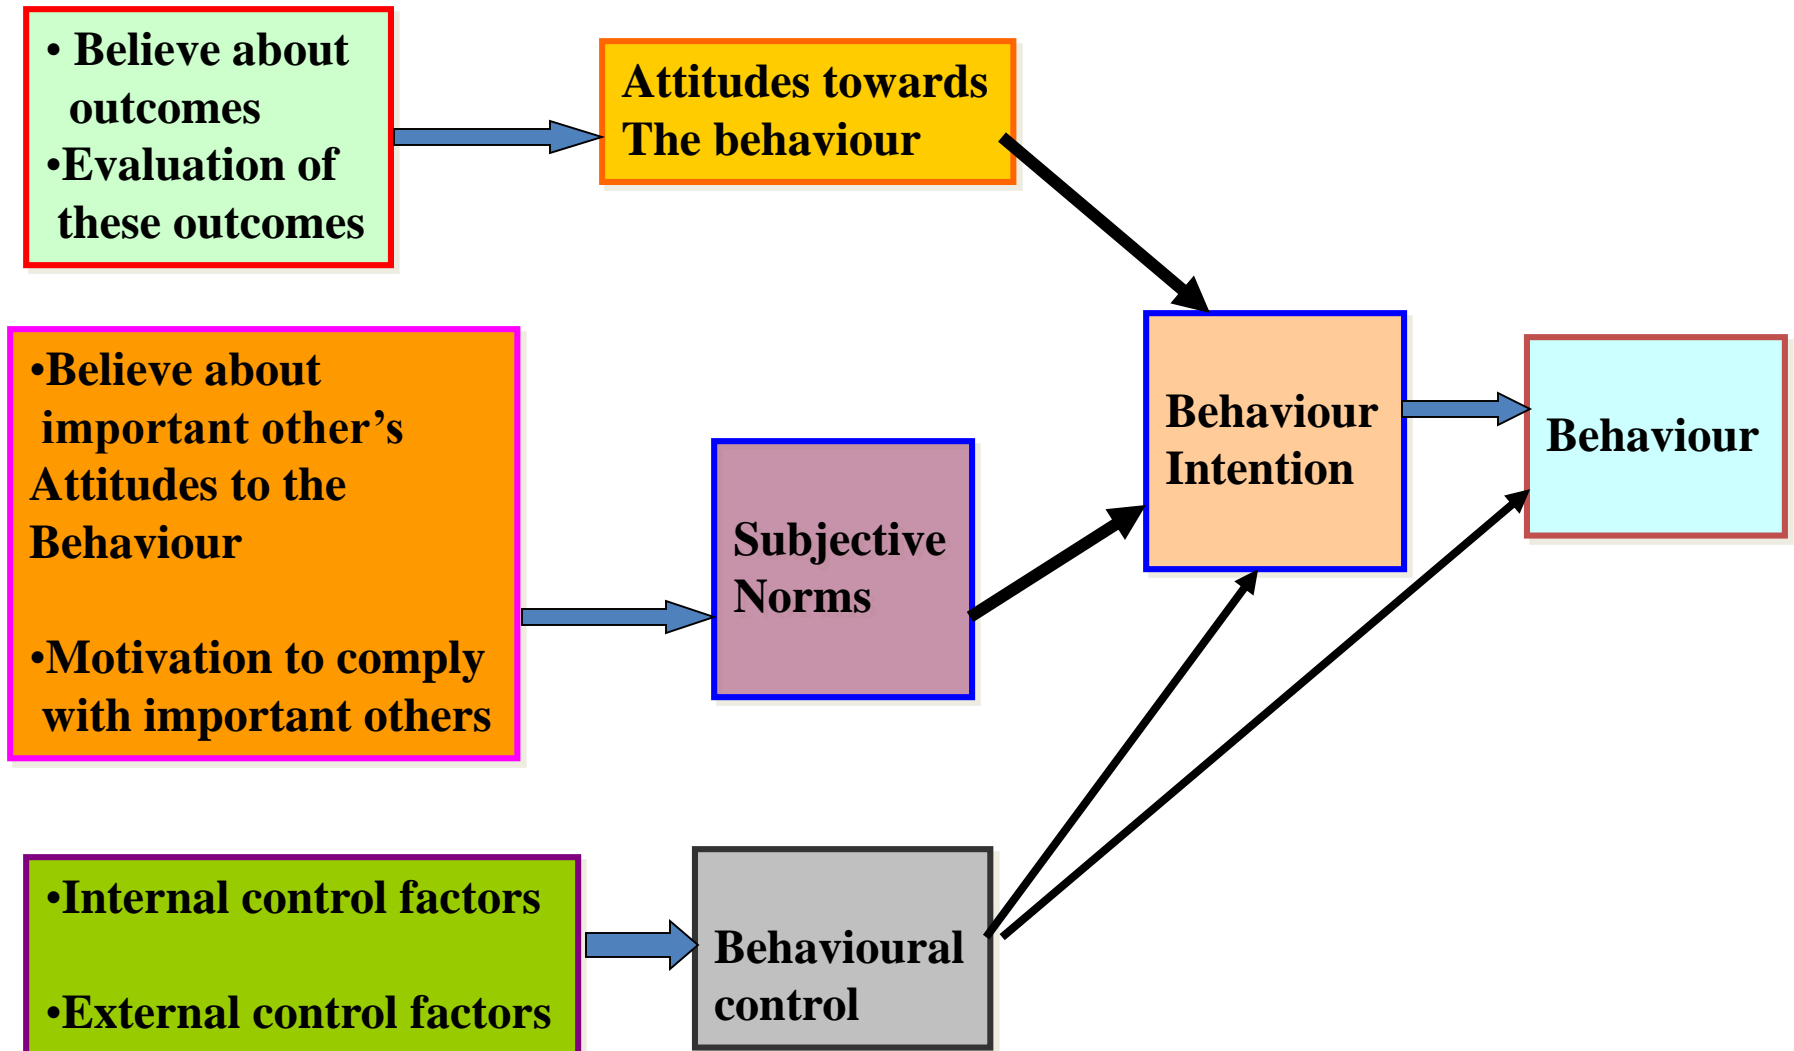 • Believe about
outcomes
•Evaluation of
these outcomes
Attitudes towards
The behaviour
•Believe about
important other’s
Attitudes to the
Behaviour
•Motivation to comply
with important others
Subjective
Norms
Behaviour
Intention
Behaviour
•Internal control factors
•External control factors
Behavioural
control